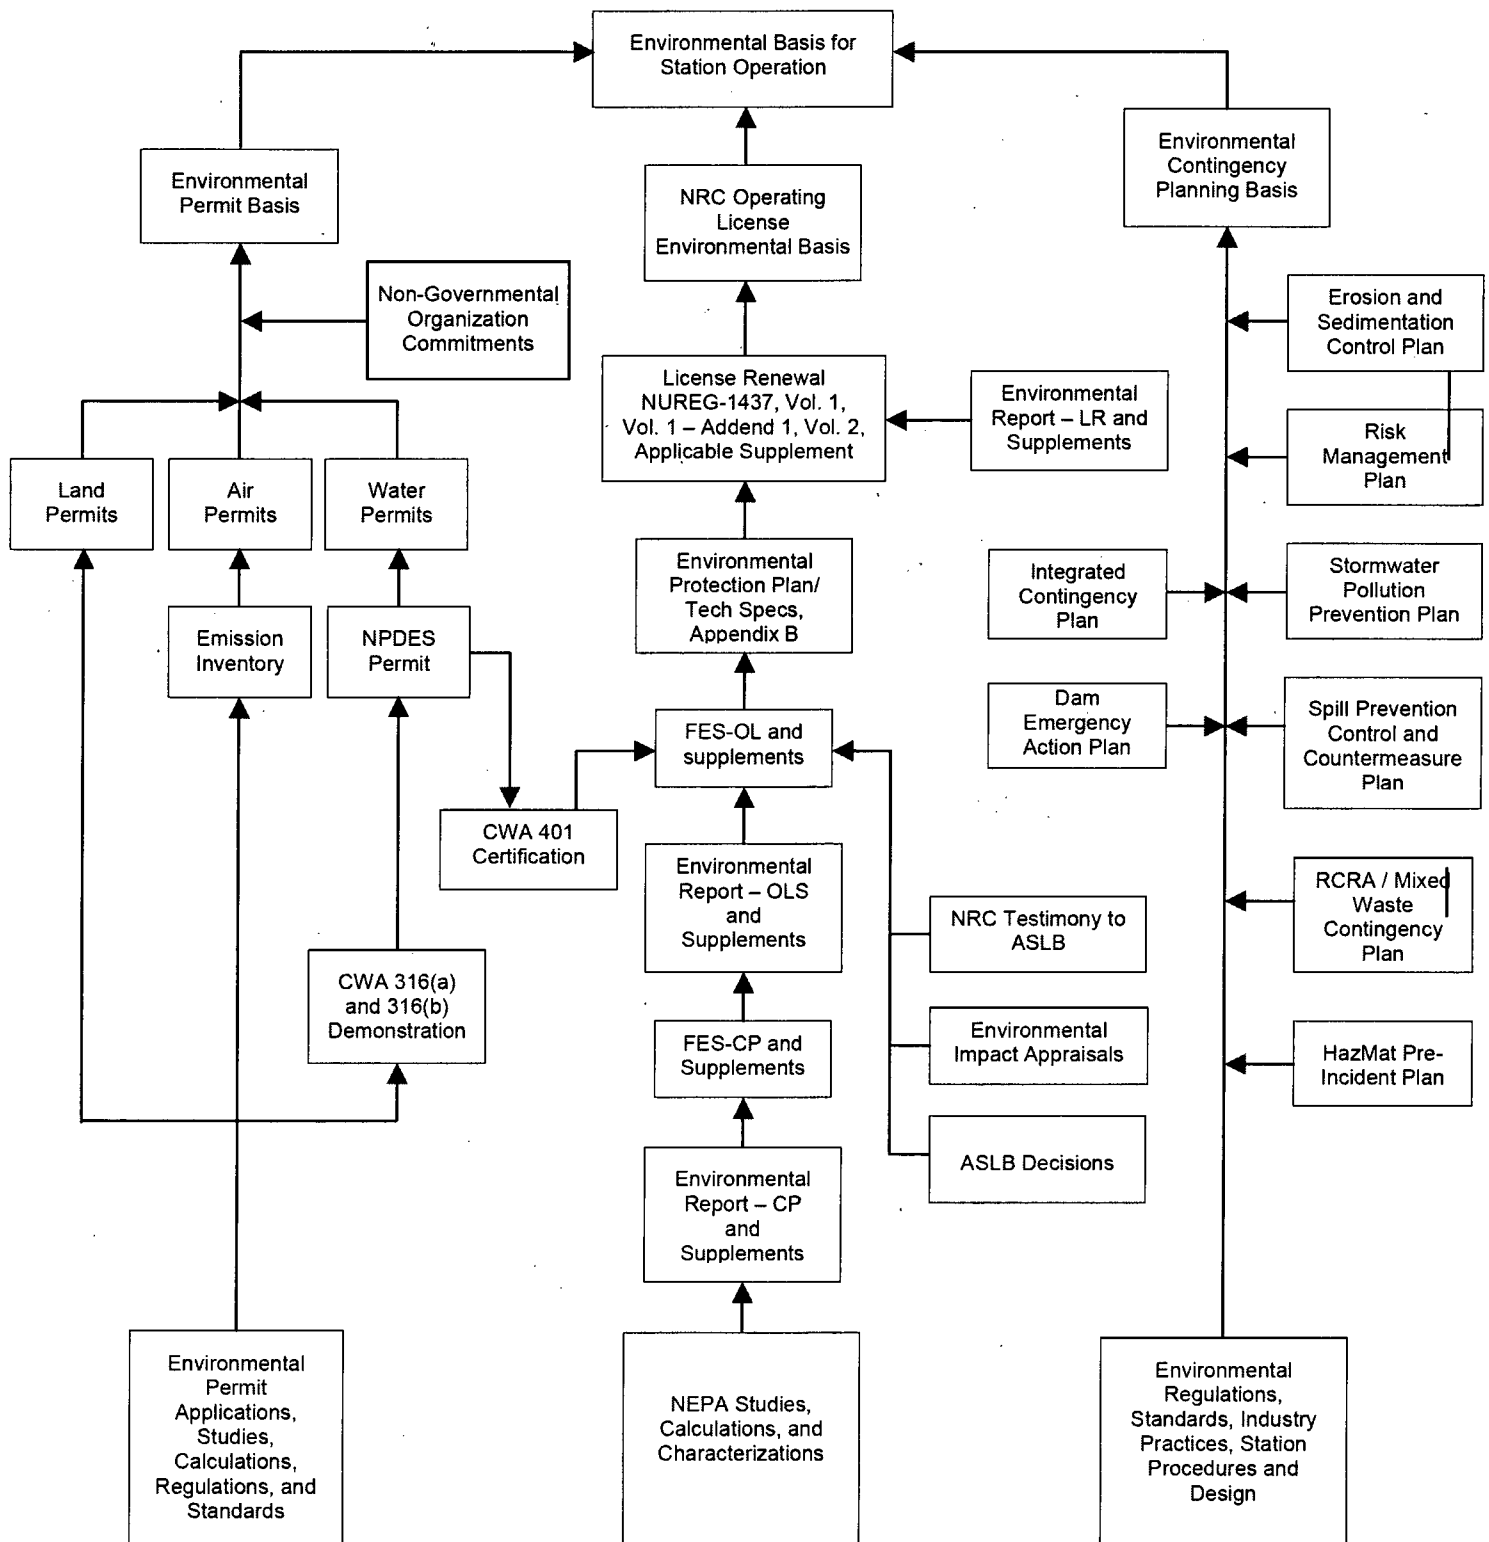 Environmental Basis for
Station Operation
Environmental
Permit Basis
NRC Operating
License
Environmental Basis
Environmental
Contingency
Planning Basis
Non-Governmental
Organization
Commitments
Erosion and
Sedimentation
Control Plan
License Renewal
NUREG-1437, Vol. 1,
Vol. 1 – Addend 1, Vol. 2,
Applicable Supplement
Environmental
Report – LR and
Supplements
Risk
Management
Plan
Land
Permits
Air
Permits
Water
Permits
Environmental
Protection Plan/
Tech Specs,
Appendix B
Integrated
Contingency
Plan
Stormwater
Pollution
Prevention Plan
Emission
Inventory
NPDES
Permit
FES-OL and
supplements
Dam
Emergency
Action Plan
Spill Prevention
Control and
Countermeasure
Plan
CWA 401
Certification
Environmental
Report – OLS
and
Supplements
NRC Testimony to
ASLB
RCRA / Mixed
Waste
Contingency
Plan
CWA 316(a)
and 316(b)
Demonstration
FES-CP and
Supplements
Environmental
Impact Appraisals
HazMat Pre-
Incident Plan
Environmental
Report – CP
and
Supplements
ASLB Decisions
Environmental
Permit
Applications,
Studies,
Calculations,
Regulations, and
Standards
NEPA Studies,
Calculations, and
Characterizations
Environmental
Regulations,
Standards, Industry
Practices, Station
Procedures and
Design